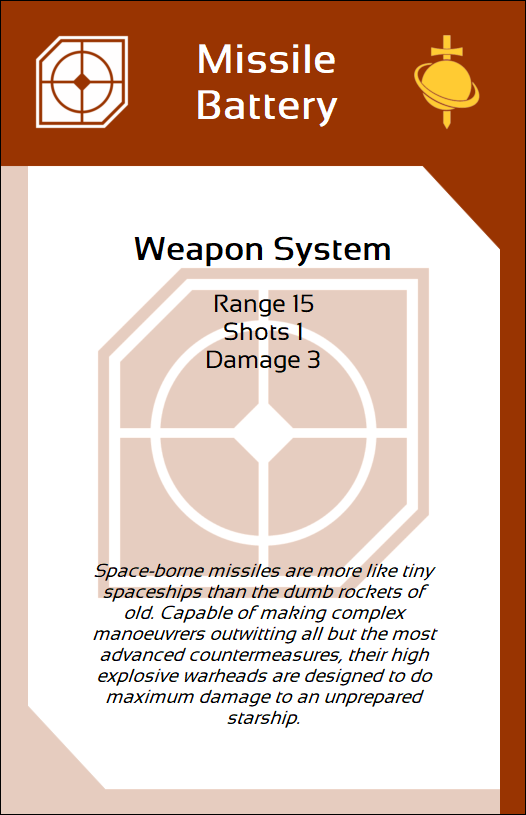 Missile
Battery
Weapon System
Range 15
Shots 1
Damage 3
Space-borne missiles are more like tiny
spaceships than the dumb rockets of
old. Capable of making complex
manoeuvrers outwitting all but the most
advanced countermeasures, their high
explosive warheads are designed to do
maximum damage to an unprepared
starship.